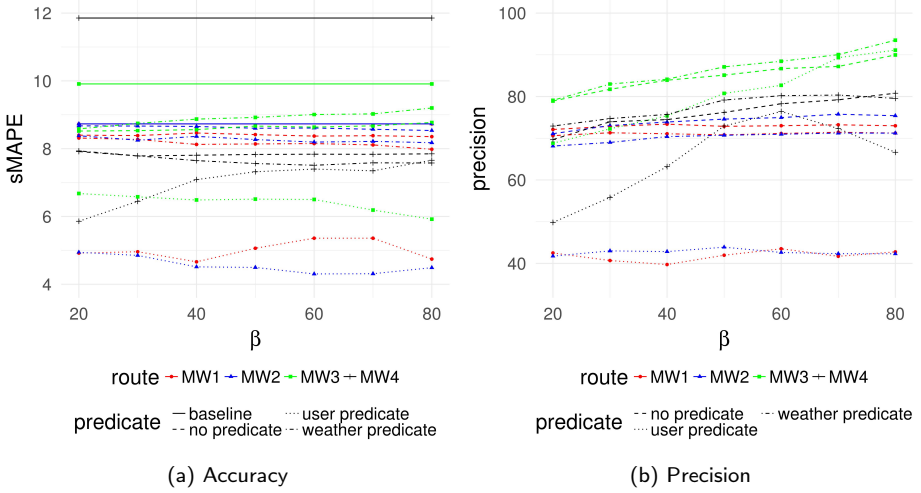 12
10
8
6
4
sMAPE
20
40
60
80
β
route MW1 MW2 MW3 MW4
predicate
baseline user predicate
no predicate weather predicate
(a) Accuracy
100
80
60
40
precision
20
40
60
80
β
route MW1 MW2 MW3 MW4
predicate
no predicate weather predicate
user predicate
(b) Precision